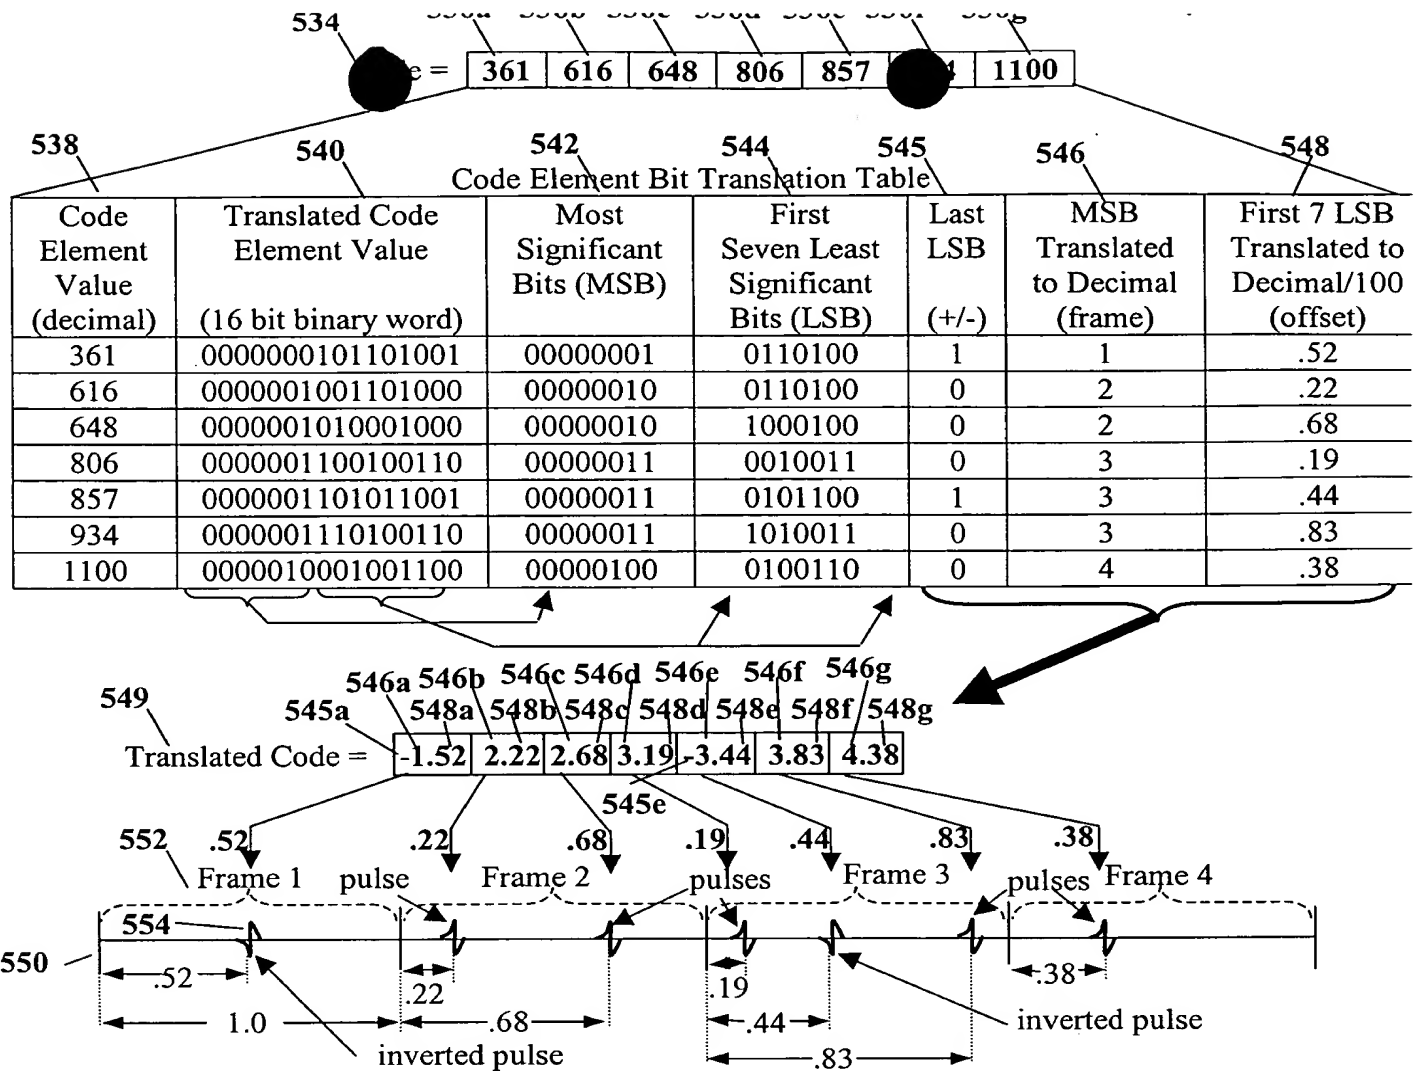 534
e = 361 616 648 806 857 4 1100
538 540 542 544 545 546 548
Code Element Bit Translation Table
Code Element Value (decimal)
Translated Code Element Value (16 bit binary word)
Most Significant Bits (MSB)
First Seven Least Significant Bits (LSB)
Last LSB (+/-)
MSB Translated to Decimal (frame)
First 7 LSB Translated to Decimal/100 (offset)
361 0000000101101001 00000001 0110100 1 1 .52
616 0000001001101000 00000010 0110100 0 2 .22
648 0000001010001000 00000010 1000100 0 2 .68
806 0000001100100110 00000011 0010011 0 3 .19
857 0000001101011001 00000011 0101100 1 3 .44
934 0000001110100110 00000011 1010011 0 3 .83
1100 0000010001001100 00000100 0100110 0 4 .38
546a 546b 546c 546d 546e 546f 546g
549 545a 548a 548b 548c 548d 548e 548f 548g
Translated Code = -1.52 2.22 2.68 3.19 -3.44 3.83 4.38
545e
552 .52 .22 .68 .19 .44 .83 .38
Frame 1 pulse Frame 2 pulses Frame 3 pulses Frame 4
554
550
.52 .22 .19 .38
1.0 .68 .44 inverted pulse
inverted pulse .83